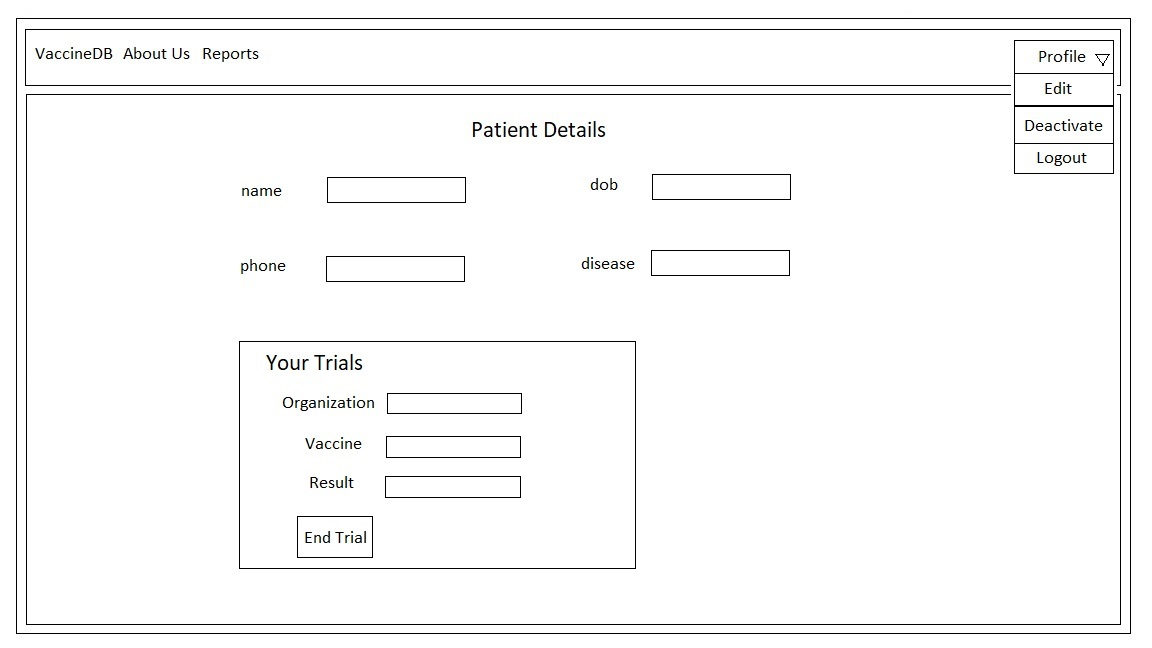 VaccineDB About Us Reports
Profile
Edit
Deactivate
Logout
Patient Details
name
dob
phone
disease
Your Trials
Organization
Vaccine
Result
End Trial